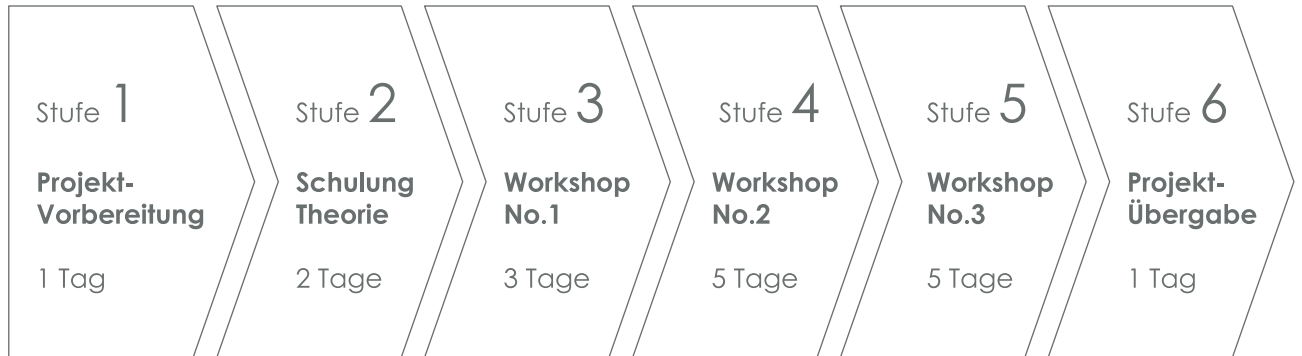 Stufe 1
Projekt-
Vorbereitung
1 Tag
Stufe 2
Schulung
Theorie
2 Tage
Stufe 3
Workshop
No.1
3 Tage
Stufe 4
Workshop
No.2
5 Tage
Stufe 5
Workshop
No.3
5 Tage
Stufe 6
Projekt-
Übergabe
1 Tag